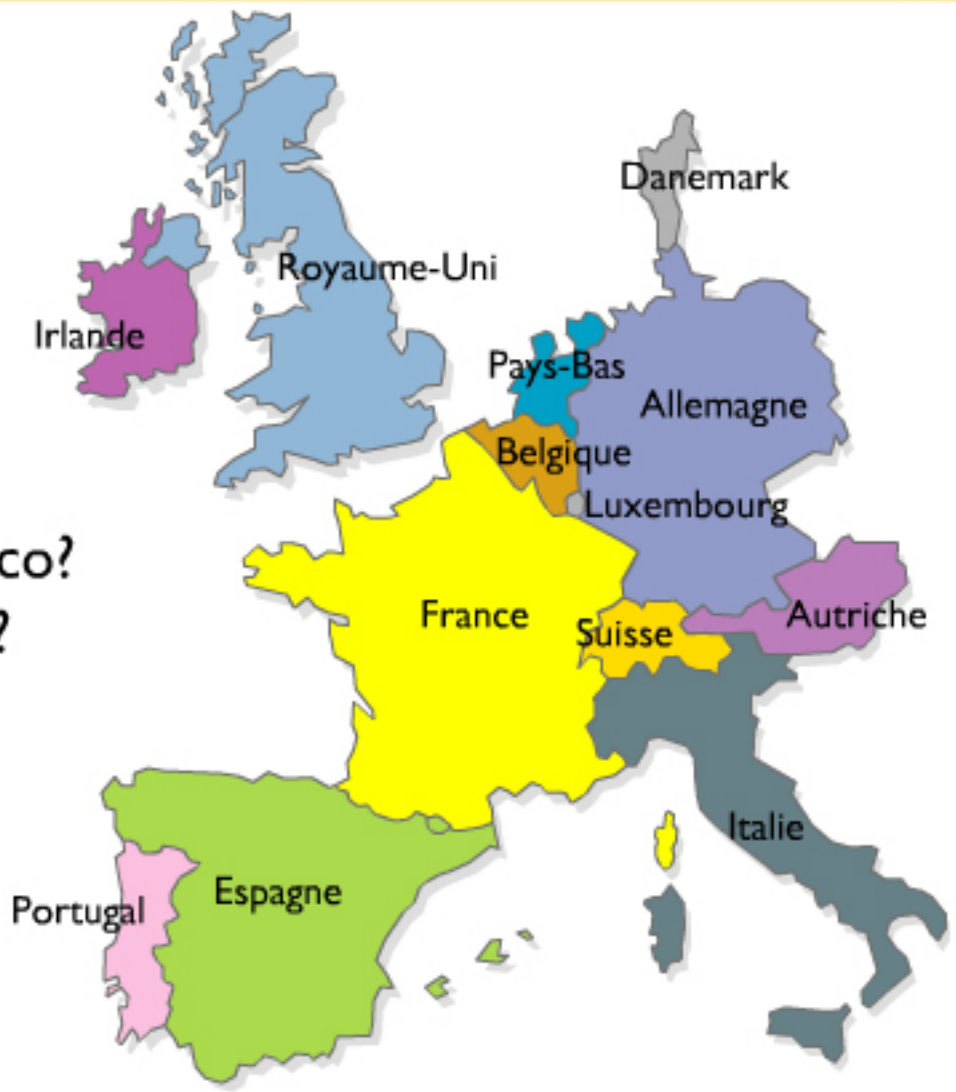 Danemark
Royaume-Uni
Irlande
Pays-Bas
Allemagne
Belgique
Luxembourg
co?
?
France
Suisse
Autriche
Italie
Espagne
Portugal